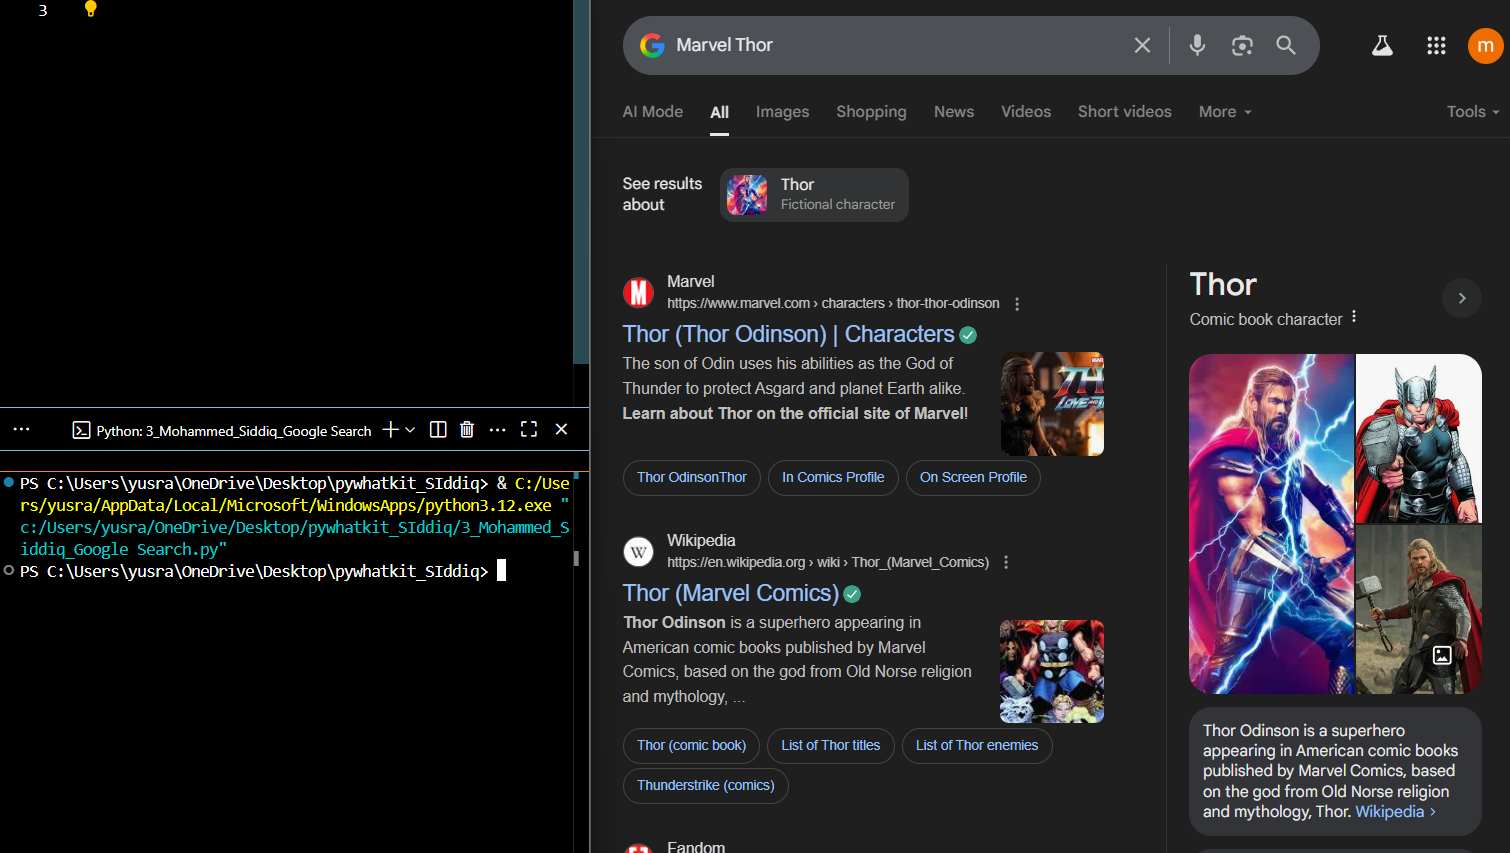 3
Python: 3_Mohammed_Siddiq_Google Search
PS C:\Users\yusra\OneDrive\Desktop\pywhatkit_SIddiq> & C:/Use
rs/yusra/AppData/Local/Microsoft/WindowsApps/python3.12.exe "
c:/Users/yusra/OneDrive/Desktop/pywhatkit_SIddiq/3_Mohammed_S
iddiq_Google Search.py"
PS C:\Users\yusra\OneDrive\Desktop\pywhatkit_SIddiq>
Marvel Thor
m
AI Mode All Images Shopping News Videos Short videos More Tools
See results
about
Thor
Fictional character
Marvel
https://www.marvel.com › characters › thor-thor-odinson
Thor (Thor Odinson) | Characters
The son of Odin uses his abilities as the God of
Thunder to protect Asgard and planet Earth alike.
Learn about Thor on the official site of Marvel!
Thor OdinsonThor In Comics Profile On Screen Profile
Wikipedia
https://en.wikipedia.org › wiki › Thor_(Marvel_Comics)
Thor (Marvel Comics)
Thor Odinson is a superhero appearing in
American comic books published by Marvel
Comics, based on the god from Old Norse religion
and mythology, ...
Thor (comic book) List of Thor titles List of Thor enemies
Thunderstrike (comics)
Fandom
Thor
Comic book character
Thor Odinson is a superhero
appearing in American comic books
published by Marvel Comics, based
on the god from Old Norse religion
and mythology, Thor. Wikipedia ›